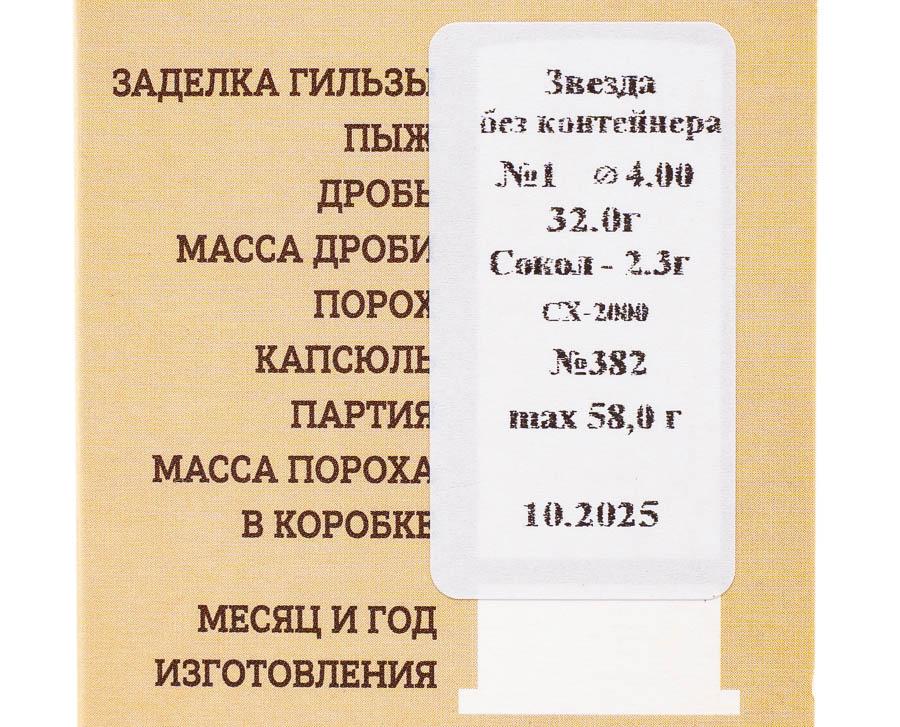 ЗАДЕЛКА ГИЛЬЗЫ Звезда
ПЫЖ без контейнера
ДРОБЬ №1 ⌀ 4.00
МАССА ДРОБИ 32.0г
ПОРОХ Сокол - 2.3г
КАПСЮЛЬ СХ-2000
ПАРТИЯ №382
МАССА ПОРОХА max 58,0 г
В КОРОБКЕ
МЕСЯЦ И ГОД 10.2025
ИЗГОТОВЛЕНИЯ